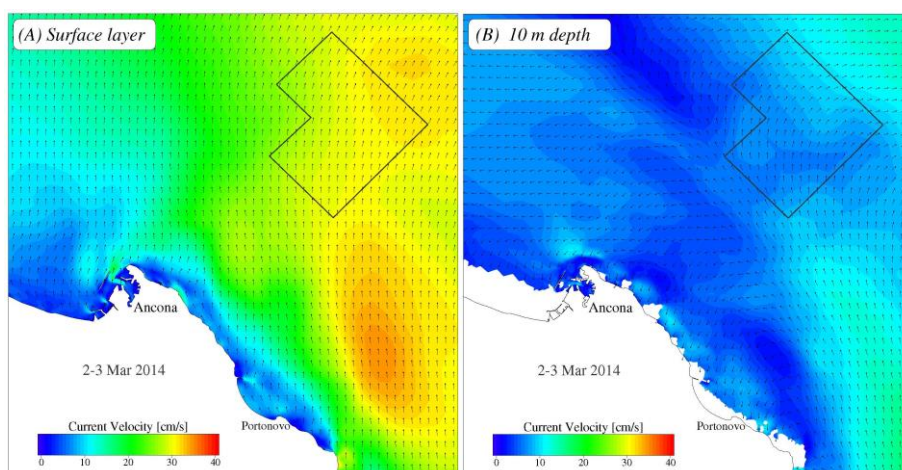 (A) Surface layer
Ancona
2-3 Mar 2014
Current Velocity [cm/s]
Portonovo
0 10 20 30 40
(B) 10 m depth
Ancona
2-3 Mar 2014
Current Velocity [cm/s]
Portonovo
0 10 20 30 40